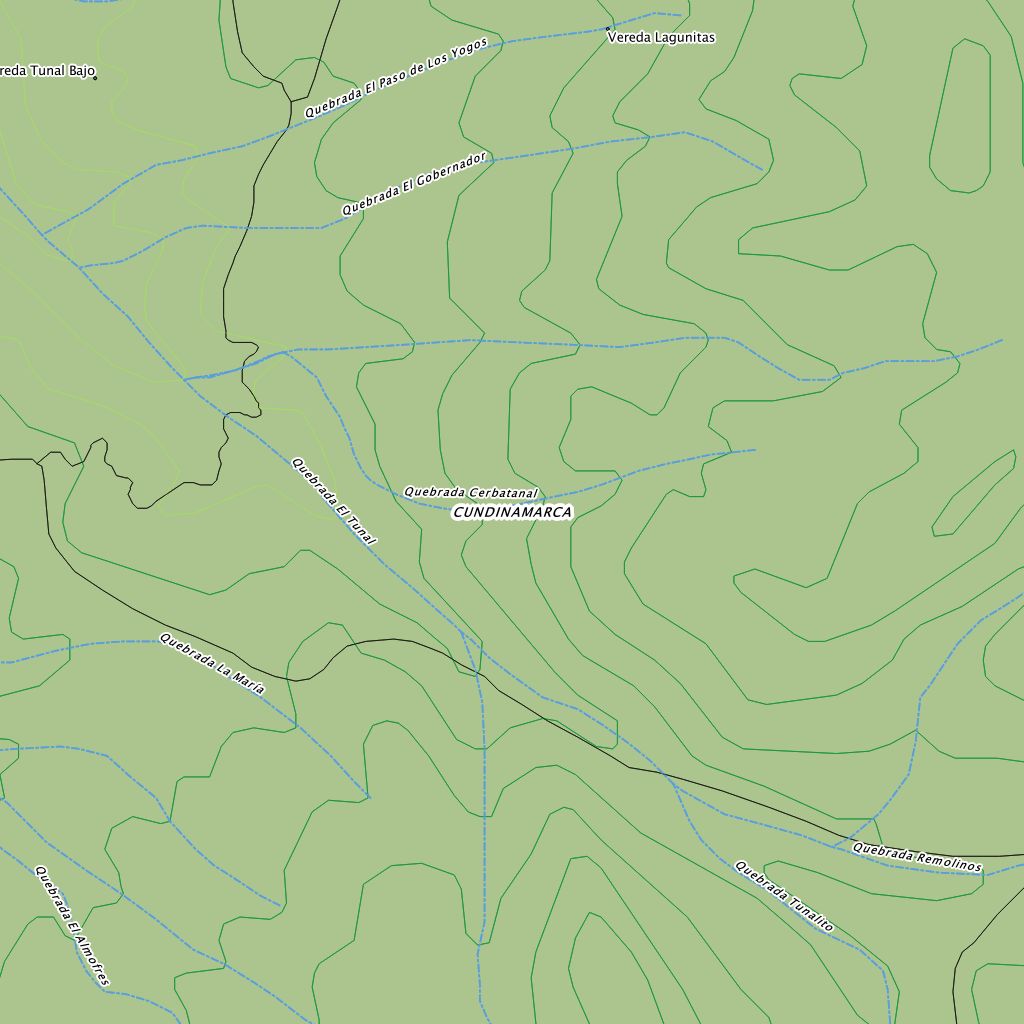 Vereda Lagunitas
reda Tunal Bajo
Quebrada El Paso de Los Yogos
Quebrada El Gobernador
Quebrada El Tunal
Quebrada Cerbatanal
CUNDINAMARCA
Quebrada La María
Quebrada Remolinos
Quebrada Tunalito
Quebrada El Almofres